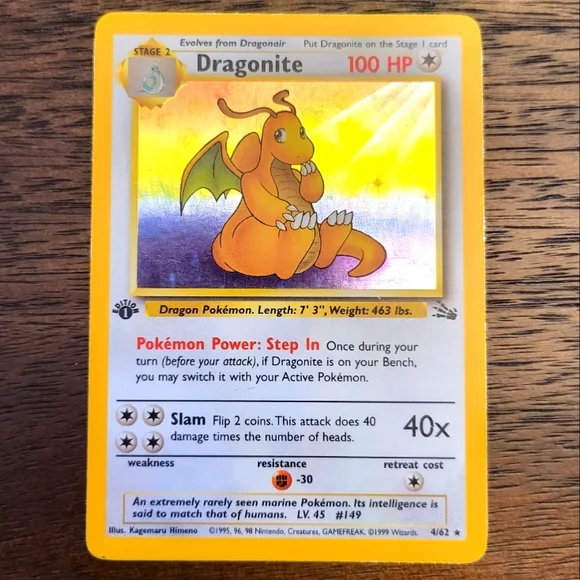 Evolves from Dragonair Put Dragonite on the Stage 1 card
STAGE 2
Dragonite 100 HP
EDITION
1
Dragon Pokémon. Length: 7' 3", Weight: 463 lbs.
Pokémon Power: Step In Once during your
turn (before your attack), if Dragonite is on your Bench,
you may switch it with your Active Pokémon.
Slam Flip 2 coins. This attack does 40
damage times the number of heads.
40x
weakness resistance retreat cost
-30
An extremely rarely seen marine Pokémon. Its intelligence is
said to match that of humans. LV. 45 #149
Illus. Kagemaru Himeno ©1995, 96, 98 Nintendo, Creatures, GAMEFREAK. ©1999 Wizards. 4/62 ★